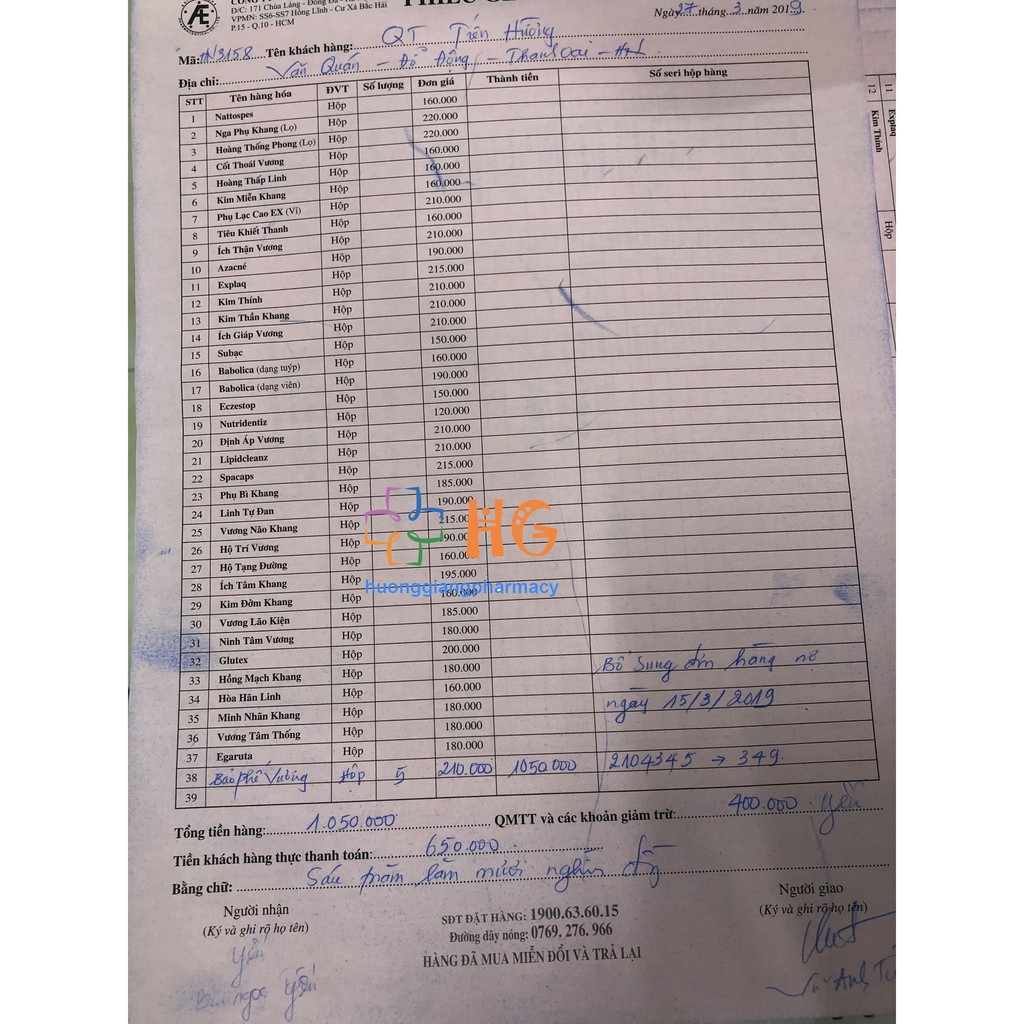 Đ/C: 171 Chùa Láng - Đống Đa -
VPMN: SS6-SS7 Hồng Lĩnh - Cư Xá Bắc Hải
P.15 - Q.10 - HCM
Ngày 27 tháng 3 năm 2019
Mã: HN3158 Tên khách hàng: QT Tiến Hường
Địa chỉ: Văn Quán - Đỗ Động - Thanh Oai - HN
STT Tên hàng hóa ĐVT Số lượng Đơn giá Thành tiền Số seri hộp hàng
1 Nattospes Hộp 160.000
2 Nga Phụ Khang (Lọ) Hộp 220.000
3 Hoàng Thống Phong (Lọ) Hộp 220.000
4 Cốt Thoái Vương Hộp 160.000
5 Hoàng Thấp Linh Hộp 160.000
6 Kim Miễn Khang Hộp 160.000
7 Phụ Lạc Cao EX (Vỉ) Hộp 210.000
8 Tiêu Khiết Thanh Hộp 160.000
9 Ích Thận Vương Hộp 210.000
10 Azacné Hộp 190.000
11 Explaq Hộp 215.000
12 Kim Thính Hộp 210.000
13 Kim Thần Khang Hộp 210.000
14 Ích Giáp Vương Hộp 210.000
15 Subạc Hộp 150.000
16 Babolica (dạng tuýp) Hộp 160.000
17 Babolica (dạng viên) Hộp 190.000
18 Eczestop Hộp 150.000
19 Nutridentiz Hộp 120.000
20 Định Áp Vương Hộp 210.000
21 Lipidcleanz Hộp 210.000
22 Spacaps Hộp 215.000
23 Phụ Bì Khang Hộp 185.000
24 Linh Tự Đan Hộp 190.000
25 Vương Não Khang Hộp 215.000
26 Hộ Trí Vương Hộp 90.000
27 Hộ Tạng Đường Hộp 160.000
28 Ích Tâm Khang Hộp 195.000
29 Kim Đờm Khang Hộp 160.000
30 Vương Lão Kiện Hộp 185.000
31 Ninh Tâm Vương Hộp 180.000
32 Glutex Hộp 200.000
33 Hồng Mạch Khang Hộp 180.000
34 Hòa Hãn Linh Hộp 160.000
35 Minh Nhãn Khang Hộp 180.000
36 Vương Tâm Thống Hộp 180.000
37 Egaruta Hộp 180.000
Bổ sung đơn hàng nợ
ngày 15/3/2019
38 Bảo Phế Vương Hộp 5 210.000 1050.000 2104345 → 349
39
Tổng tiền hàng: 1.050.000 QMTT và các khoản giảm trừ: 400.000 Yến
Tiền khách hàng thực thanh toán: 650.000
Bằng chữ: Sáu trăm lăm mươi nghìn đ
Người nhận
(Ký và ghi rõ họ tên)
Yến
SĐT ĐẶT HÀNG: 1900.63.60.15
Đường dây nóng: 0769. 276. 966
HÀNG ĐÃ MUA MIỄN ĐỔI VÀ TRẢ LẠI
Người giao
(Ký và ghi rõ họ tên)
11 Explaq
12 Kim Thính Hộp
HG
huonggiangpharmacy